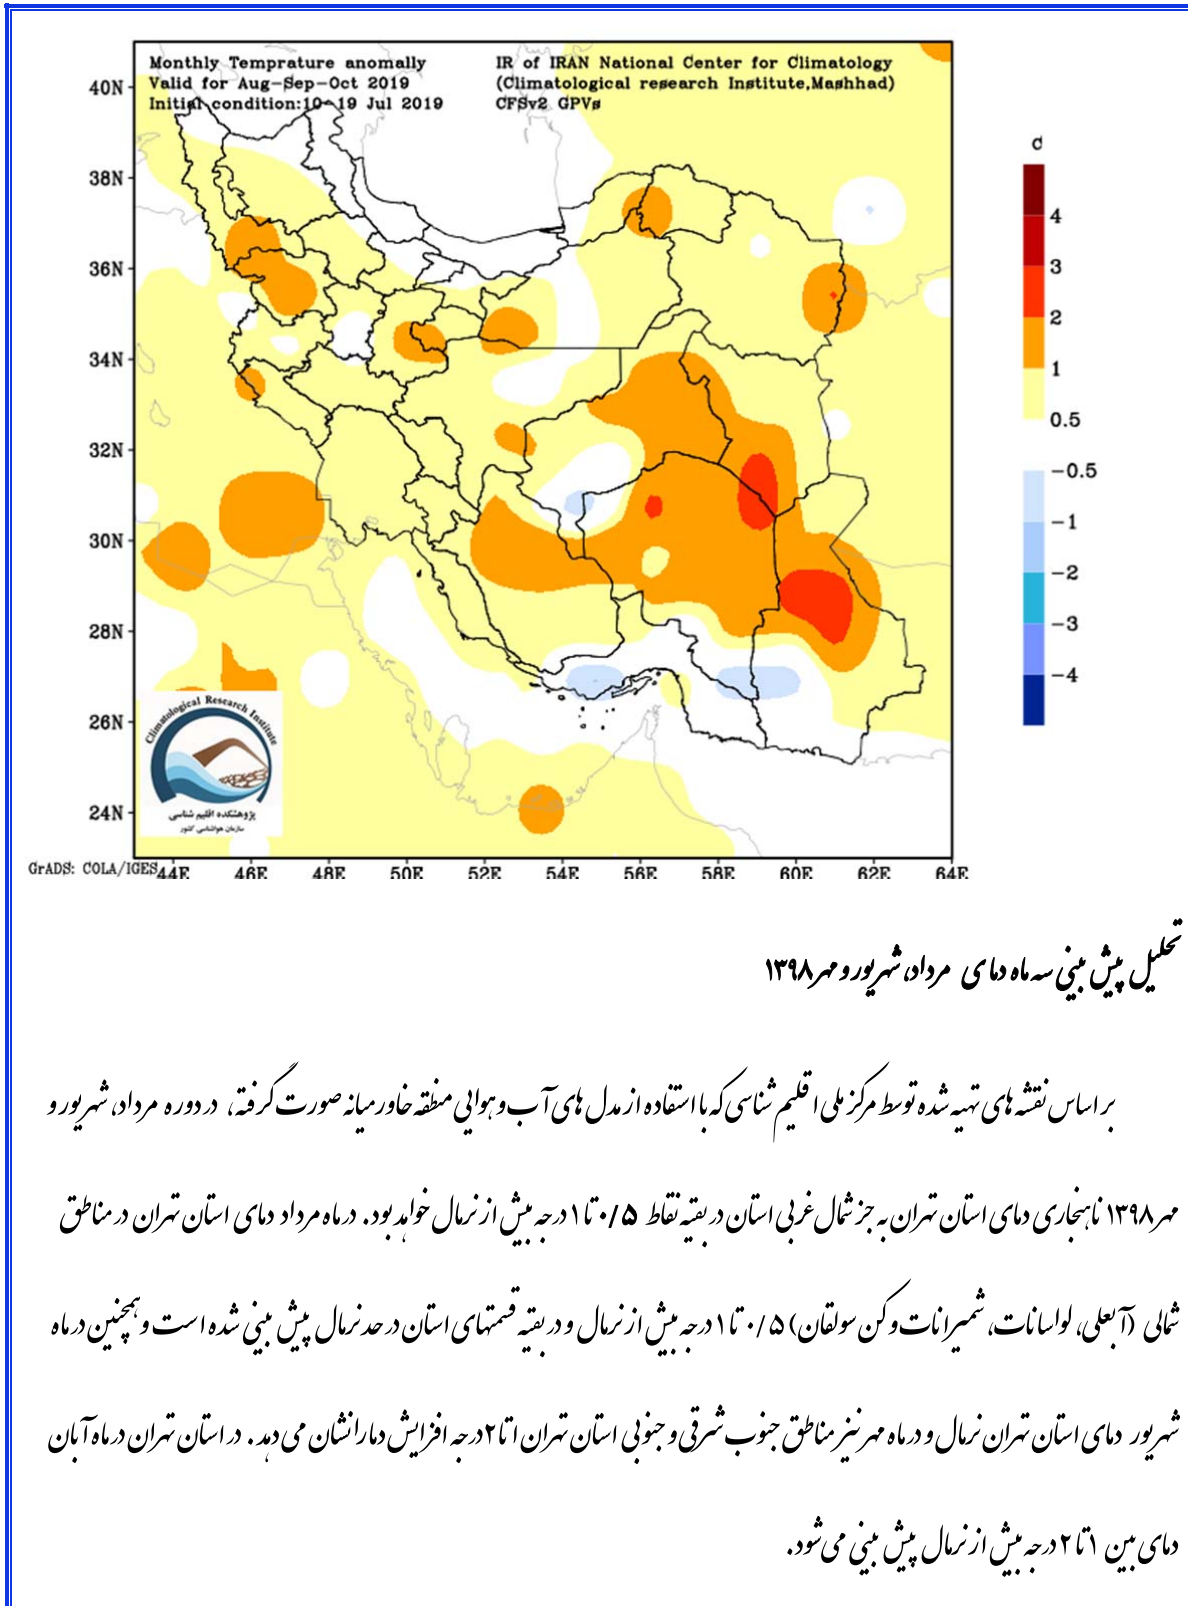 Monthly Temprature anomally
Valid for Aug-Sep-Oct 2019
Initial condition:10-19 Jul 2019
IR of IRAN National Center for Climatology
(Climatological research Institute,Mashhad)
CFSv2 GPVs
40N
38N
36N
34N
32N
30N
28N
26N
24N
44E 46E 48E 50E 52E 54E 56E 58E 60E 62E 64E
GrADS: COLA/IGES
C
4
3
2
1
0.5
-0.5
-1
-2
-3
-4
Climatological Research Institute
پژوهشکده اقلیم شناسی
سازمان هواشناسی کشور
تحلیل پیش بینی سه ماه دمای مرداد، شهریور و مهر ۱۳۹۸
بر اساس نقشه های تهیه شده توسط مرکز ملی اقلیم شناسی که با استفاده از مدل های آب و هوایی منطقه خاورمیانه صورت گرفته، در دوره مرداد، شهریور و
مهر ۱۳۹۸ ناهنجاری دمای استان تهران به جز شمال غربی استان در بقیه نقاط ۰/۵ تا ۱ درجه بیش از نرمال خواهد بود. در ماه مرداد دمای استان تهران در مناطق
شمالی (آبعلی، لواسانات، شمیرانات و کن سولقان) ۰/۵ تا ۱ درجه بیش از نرمال و در بقیه قسمتهای استان در حد نرمال پیش بینی شده است و همچنین در ماه
شهریور دمای استان تهران نرمال و در ماه مهر نیز مناطق جنوب شرقی و جنوبی استان تهران ۱ تا ۲ درجه افزایش دما را نشان می دهد. در استان تهران در ماه آبان
دمای بین ۱ تا ۲ درجه بیش از نرمال پیش بینی می شود.